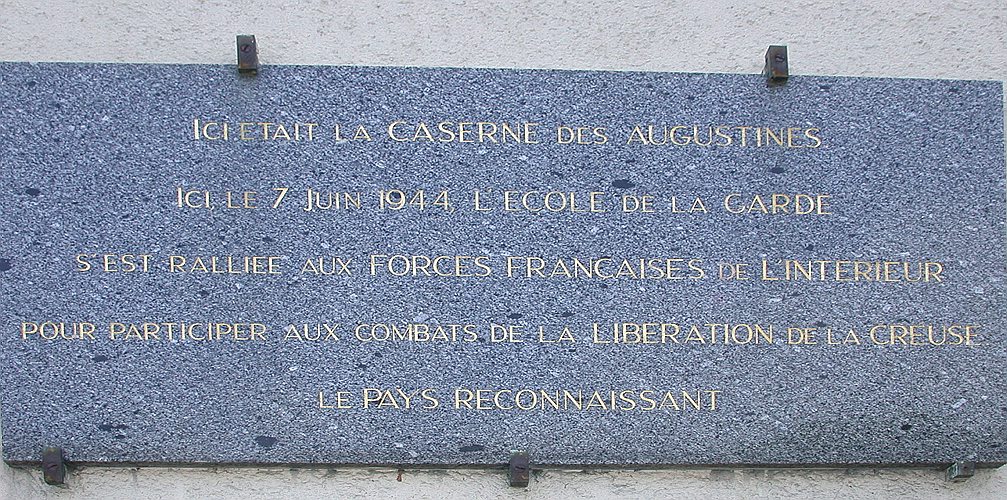 ICI ETAIT LA CASERNE DES AUGUSTINES
ICI, LE 7 JUIN 1944, L'ECOLE DE LA GARDE
S'EST RALLIEE AUX FORCES FRANÇAISES DE L'INTERIEUR
POUR PARTICIPER AUX COMBATS DE LA LIBERATION DE LA CREUSE
LE PAYS RECONNAISSANT